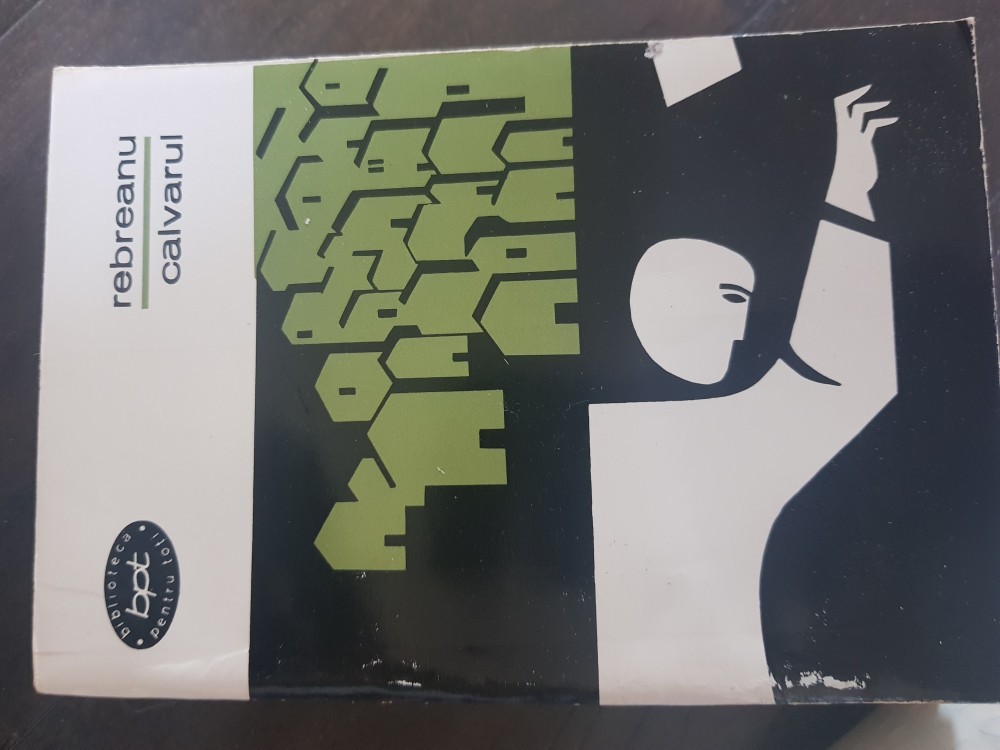 biblioteca
bpt
pentru toți
rebreanu
calvarul